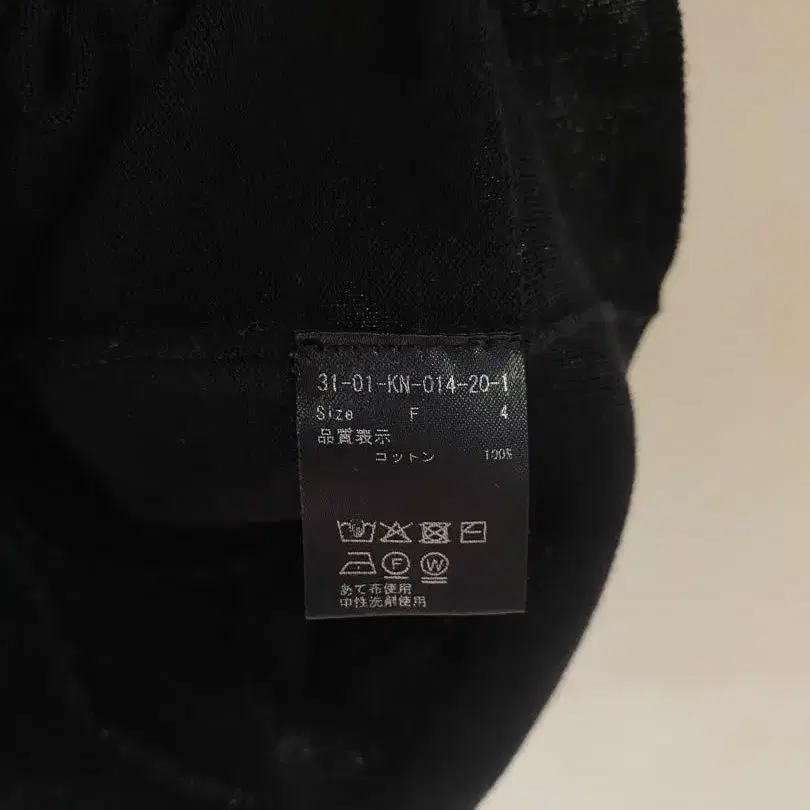 31-01-KN-014-20-1
Size F 4
品質表示
コットン 100%
F W
あて布使用
中性洗剤使用